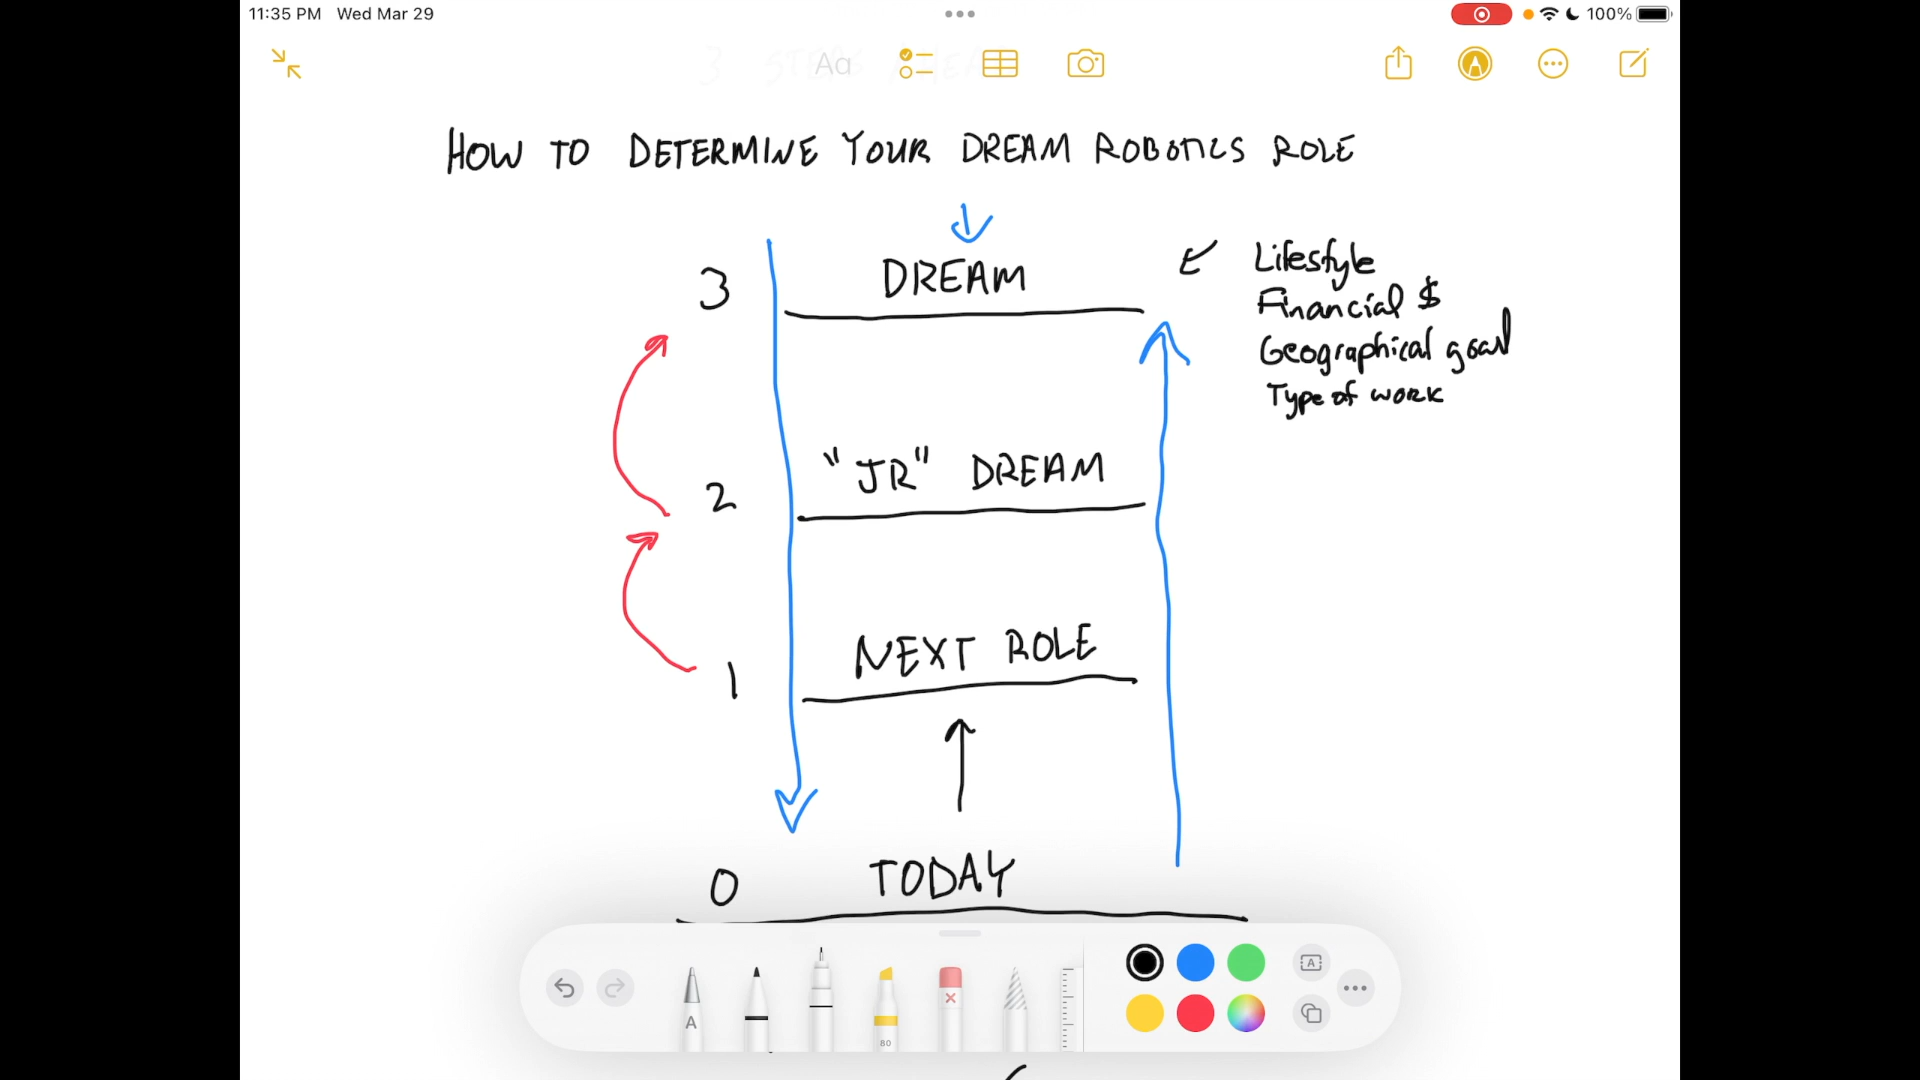 11:35 PM Wed Mar 29
100%
Aa
HOW TO DETERMINE YOUR DREAM ROBOTICS ROLE
3 DREAM
Lifestyle
Financial $
Geographical goal
Type of work
2 "JR" DREAM
1 NEXT ROLE
0 TODAY
A
80
A